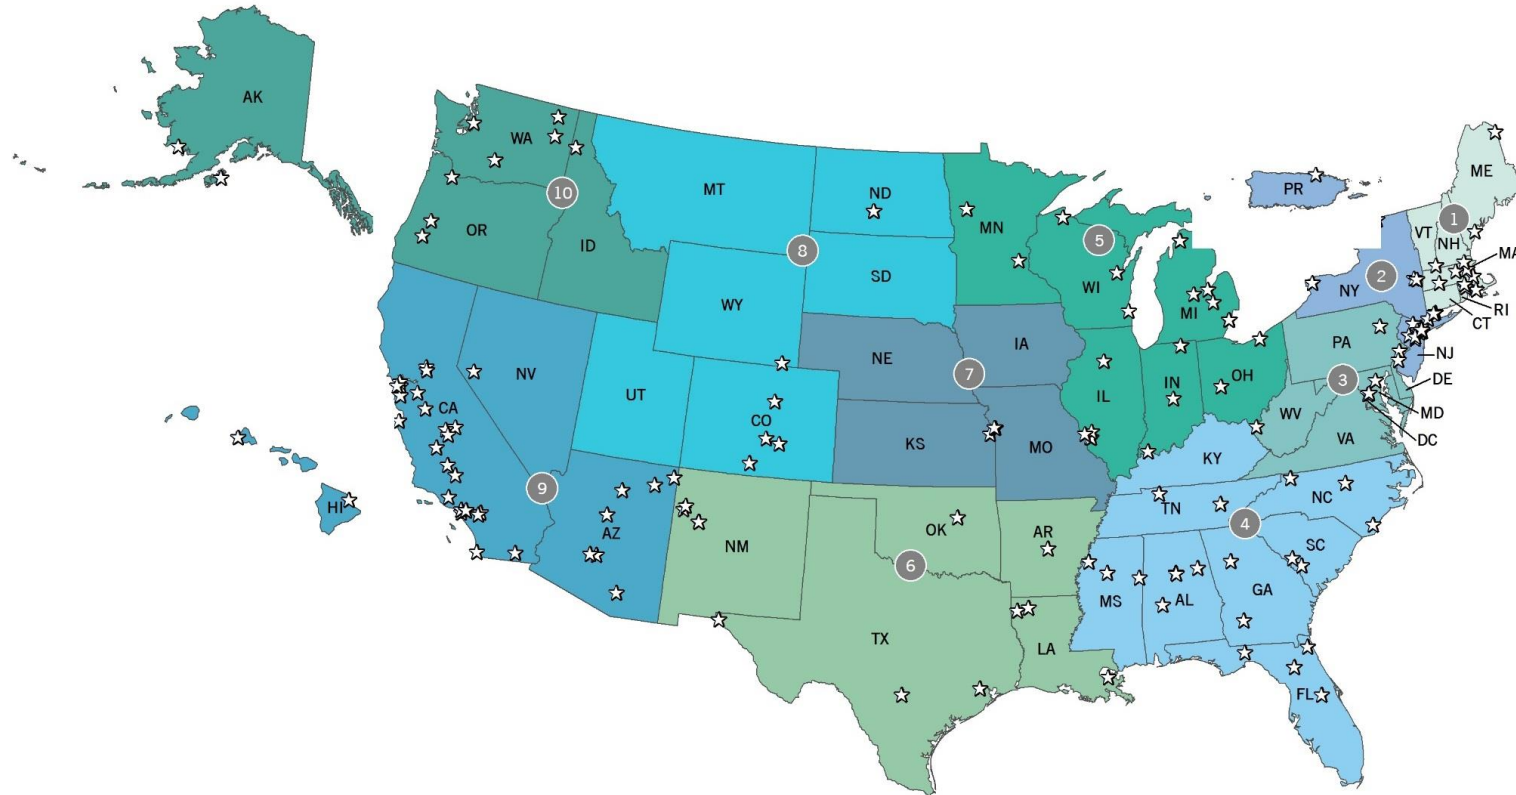 AK
WA
ME
MT
ND
PR
10
MN
1
OR
ID
VT
NH
5
8
MA
SD
2
WI
NY
WY
MI
RI
CT
IA
PA
NE
NJ
7
NV
OH
3
DE
UT
IN
IL
CA
MD
CO
WV
DC
KS
MO
VA
KY
9
NC
HI
TN
4
AZ
OK
AR
NM
SC
6
GA
MS
AL
TX
LA
FL